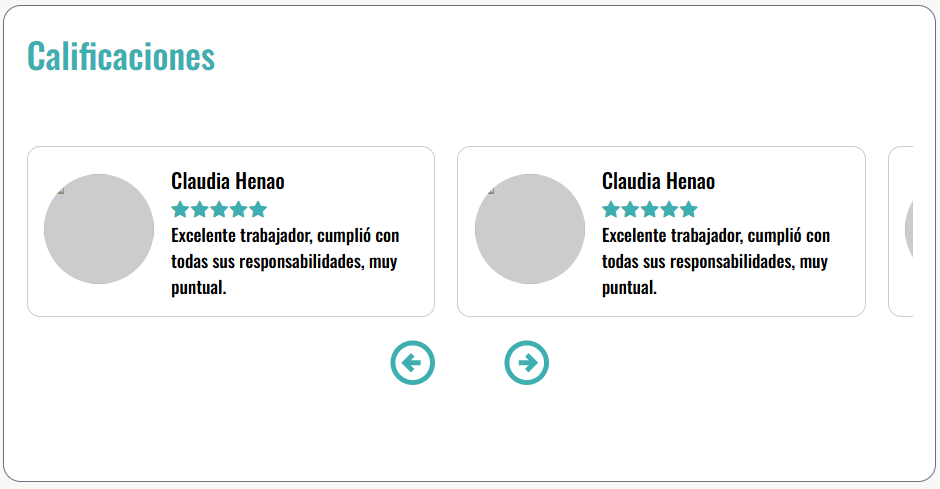 Calificaciones
Claudia Henao
Excelente trabajador, cumplió con
todas sus responsabilidades, muy
puntual.
Claudia Henao
Excelente trabajador, cumplió con
todas sus responsabilidades, muy
puntual.